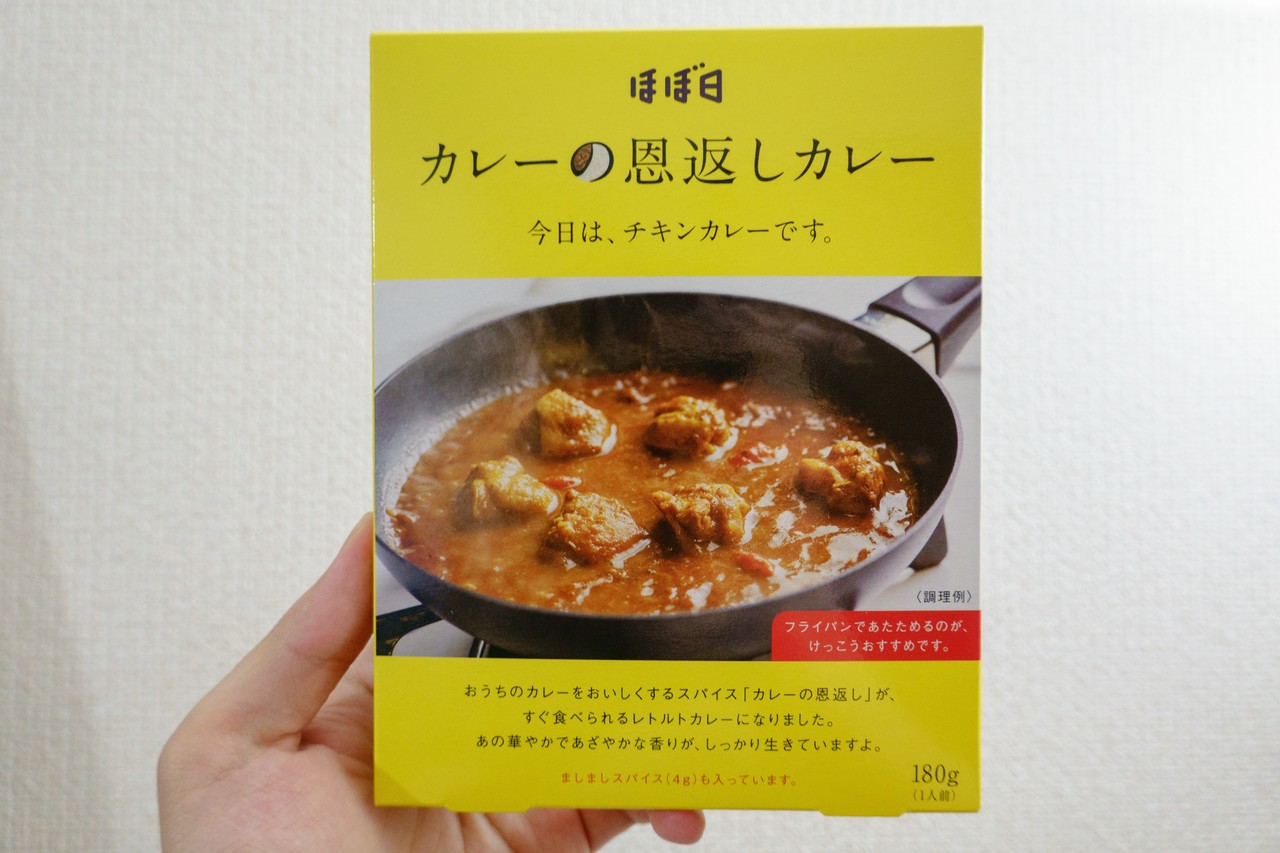 ほぼ日
カレーの恩返しカレー
今日は、チキンカレーです。
〈調理例〉
フライパンであたためるのが、
けっこうおすすめです。
おうちのカレーをおいしくするスパイス「カレーの恩返し」が、
すぐ食べられるレトルトカレーになりました。
あの華やかであざやかな香りが、しっかり生きていますよ。
ましましスパイス(4g)も入っています。
180g
(1人前)